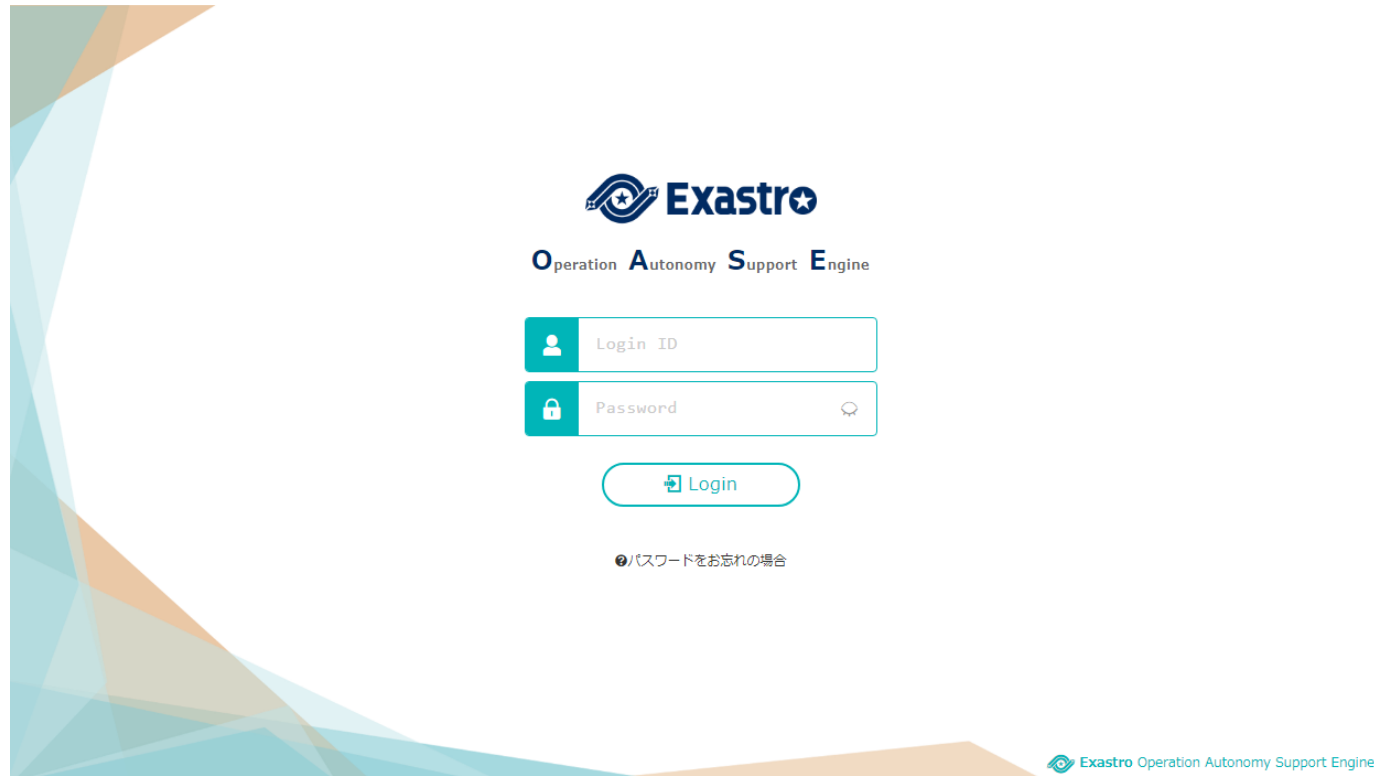 Exastro
Operation Autonomy Support Engine
Login ID
Password
Login
パスワードをお忘れの場合
Exastro Operation Autonomy Support Engine